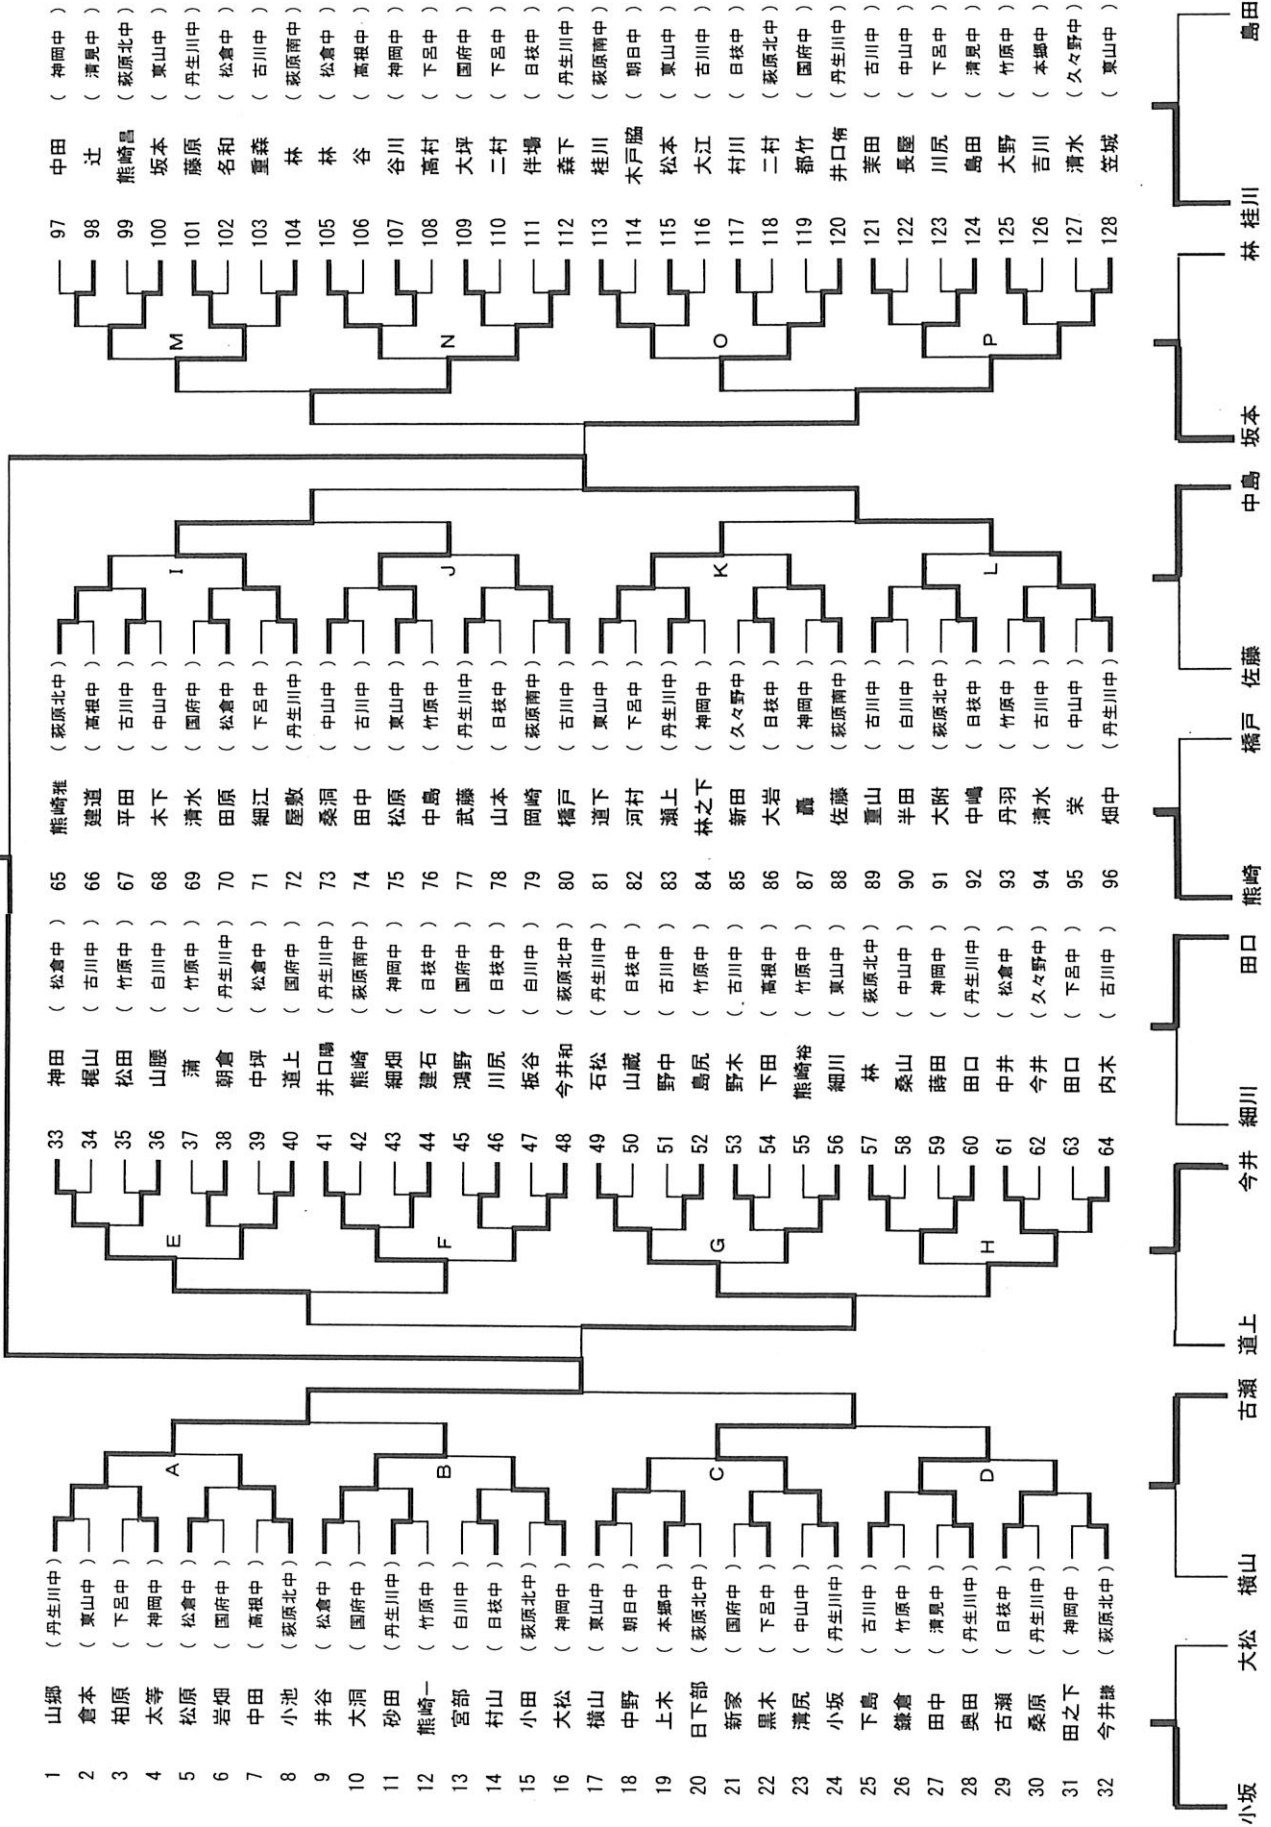 1 山郷 （丹生川中）
2 倉本 （東山中）
3 柏原 （下呂中）
4 太等 （神岡中）
5 松原 （松倉中）
6 岩畑 （国府中）
7 中田 （高根中）
8 小池 （萩原北中）
9 井谷 （松倉中）
10 大洞 （国府中）
11 砂田 （丹生川中）
12 熊崎一 （竹原中）
13 宮部 （白川中）
14 村山 （日枝中）
15 小田 （萩原北中）
16 大松 （神岡中）
17 横山 （東山中）
18 中野 （朝日中）
19 上木 （本郷中）
20 日下部 （萩原北中）
21 新家 （国府中）
22 黒木 （下呂中）
23 溝尻 （中山中）
24 小坂 （丹生川中）
25 下島 （古川中）
26 鎌倉 （竹原中）
27 田中 （清見中）
28 奥田 （丹生川中）
29 古瀬 （日枝中）
30 桑原 （丹生川中）
31 田之下 （神岡中）
32 今井謙 （萩原北中）
A
B
C
D
33 神田 （松倉中）
34 梶山 （古川中）
35 松田 （竹原中）
36 山腰 （白川中）
37 蒲 （竹原中）
38 朝倉 （丹生川中）
39 中坪 （松倉中）
40 道上 （国府中）
41 井口陽 （丹生川中）
42 熊崎 （萩原南中）
43 細畑 （神岡中）
44 建石 （日枝中）
45 鴻野 （国府中）
46 川尻 （日枝中）
47 板谷 （白川中）
48 今井和 （萩原北中）
49 石松 （丹生川中）
50 山蔵 （日枝中）
51 野中 （古川中）
52 島尻 （竹原中）
53 野木 （古川中）
54 下田 （高根中）
55 熊崎裕 （竹原中）
56 細川 （東山中）
57 林 （萩原北中）
58 桑山 （中山中）
59 蒔田 （神岡中）
60 田口 （丹生川中）
61 中井 （松倉中）
62 今井 （久々野中）
63 田口 （下呂中）
64 内木 （古川中）
E
F
G
H
65 熊崎雅 （萩原北中）
66 建道 （高根中）
67 平田 （古川中）
68 木下 （中山中）
69 清水 （国府中）
70 田原 （松倉中）
71 細江 （下呂中）
72 屋敷 （丹生川中）
73 桑洞 （中山中）
74 田中 （古川中）
75 松原 （東山中）
76 中島 （竹原中）
77 武藤 （丹生川中）
78 山本 （日枝中）
79 岡崎 （萩原南中）
80 橋戸 （古川中）
81 道下 （東山中）
82 河村 （下呂中）
83 瀬上 （丹生川中）
84 林之下 （神岡中）
85 新田 （久々野中）
86 大岩 （日枝中）
87 轟 （神岡中）
88 佐藤 （萩原南中）
89 重山 （古川中）
90 半田 （白川中）
91 大附 （萩原北中）
92 中嶋 （日枝中）
93 丹羽 （竹原中）
94 清水 （古川中）
95 栄 （中山中）
96 畑中 （丹生川中）
I
J
K
L
97 中田 （神岡中）
98 辻 （清見中）
99 熊崎昌 （萩原北中）
100 坂本 （東山中）
101 藤原 （丹生川中）
102 名和 （松倉中）
103 重森 （古川中）
104 林 （萩原南中）
105 林 （松倉中）
106 谷 （高根中）
107 谷川 （神岡中）
108 高村 （下呂中）
109 大坪 （国府中）
110 二村 （下呂中）
111 伴場 （日枝中）
112 森下 （丹生川中）
113 桂川 （萩原南中）
114 木戸脇 （朝日中）
115 松本 （東山中）
116 大江 （古川中）
117 村川 （日枝中）
118 二村 （萩原北中）
119 都竹 （国府中）
120 井口侑 （丹生川中）
121 茉田 （古川中）
122 長屋 （中山中）
123 川尻 （下呂中）
124 島田 （清見中）
125 大野 （竹原中）
126 吉川 （本郷中）
127 清水 （久々野中）
128 笠城 （東山中）
M
N
O
P
小坂 大松
横山 古瀬
道上 今井
細川 田口
熊崎 橋戸
佐藤 中島
坂本 林
桂川 島田